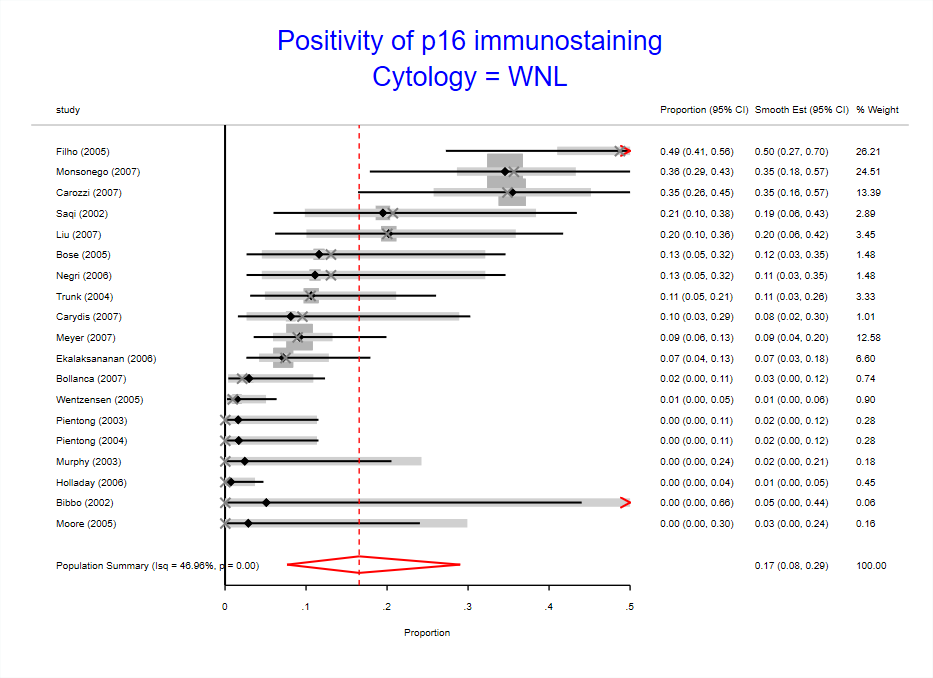 Positivity of p16 immunostaining
Cytology = WNL
study Proportion (95% CI) Smooth Est (95% CI) % Weight
Filho (2005) 0.49 (0.41, 0.56) 0.50 (0.27, 0.70) 26.21
Monsonego (2007) 0.36 (0.29, 0.43) 0.35 (0.18, 0.57) 24.51
Carozzi (2007) 0.35 (0.26, 0.45) 0.35 (0.16, 0.57) 13.39
Saqi (2002) 0.21 (0.10, 0.38) 0.19 (0.06, 0.43) 2.89
Liu (2007) 0.20 (0.10, 0.36) 0.20 (0.06, 0.42) 3.45
Bose (2005) 0.13 (0.05, 0.32) 0.12 (0.03, 0.35) 1.48
Negri (2006) 0.13 (0.05, 0.32) 0.11 (0.03, 0.35) 1.48
Trunk (2004) 0.11 (0.05, 0.21) 0.11 (0.03, 0.26) 3.33
Carydis (2007) 0.10 (0.03, 0.29) 0.08 (0.02, 0.30) 1.01
Meyer (2007) 0.09 (0.06, 0.13) 0.09 (0.04, 0.20) 12.58
Ekalaksananan (2006) 0.07 (0.04, 0.13) 0.07 (0.03, 0.18) 6.60
Bollanca (2007) 0.02 (0.00, 0.11) 0.03 (0.00, 0.12) 0.74
Wentzensen (2005) 0.01 (0.00, 0.05) 0.01 (0.00, 0.06) 0.90
Pientong (2003) 0.00 (0.00, 0.11) 0.02 (0.00, 0.12) 0.28
Pientong (2004) 0.00 (0.00, 0.11) 0.02 (0.00, 0.12) 0.28
Murphy (2003) 0.00 (0.00, 0.24) 0.02 (0.00, 0.21) 0.18
Holladay (2006) 0.00 (0.00, 0.04) 0.01 (0.00, 0.05) 0.45
Bibbo (2002) 0.00 (0.00, 0.66) 0.05 (0.00, 0.44) 0.06
Moore (2005) 0.00 (0.00, 0.30) 0.03 (0.00, 0.24) 0.16
Population Summary (Isq = 46.96%, p = 0.00) 0.17 (0.08, 0.29) 100.00
0 .1 .2 .3 .4 .5
Proportion